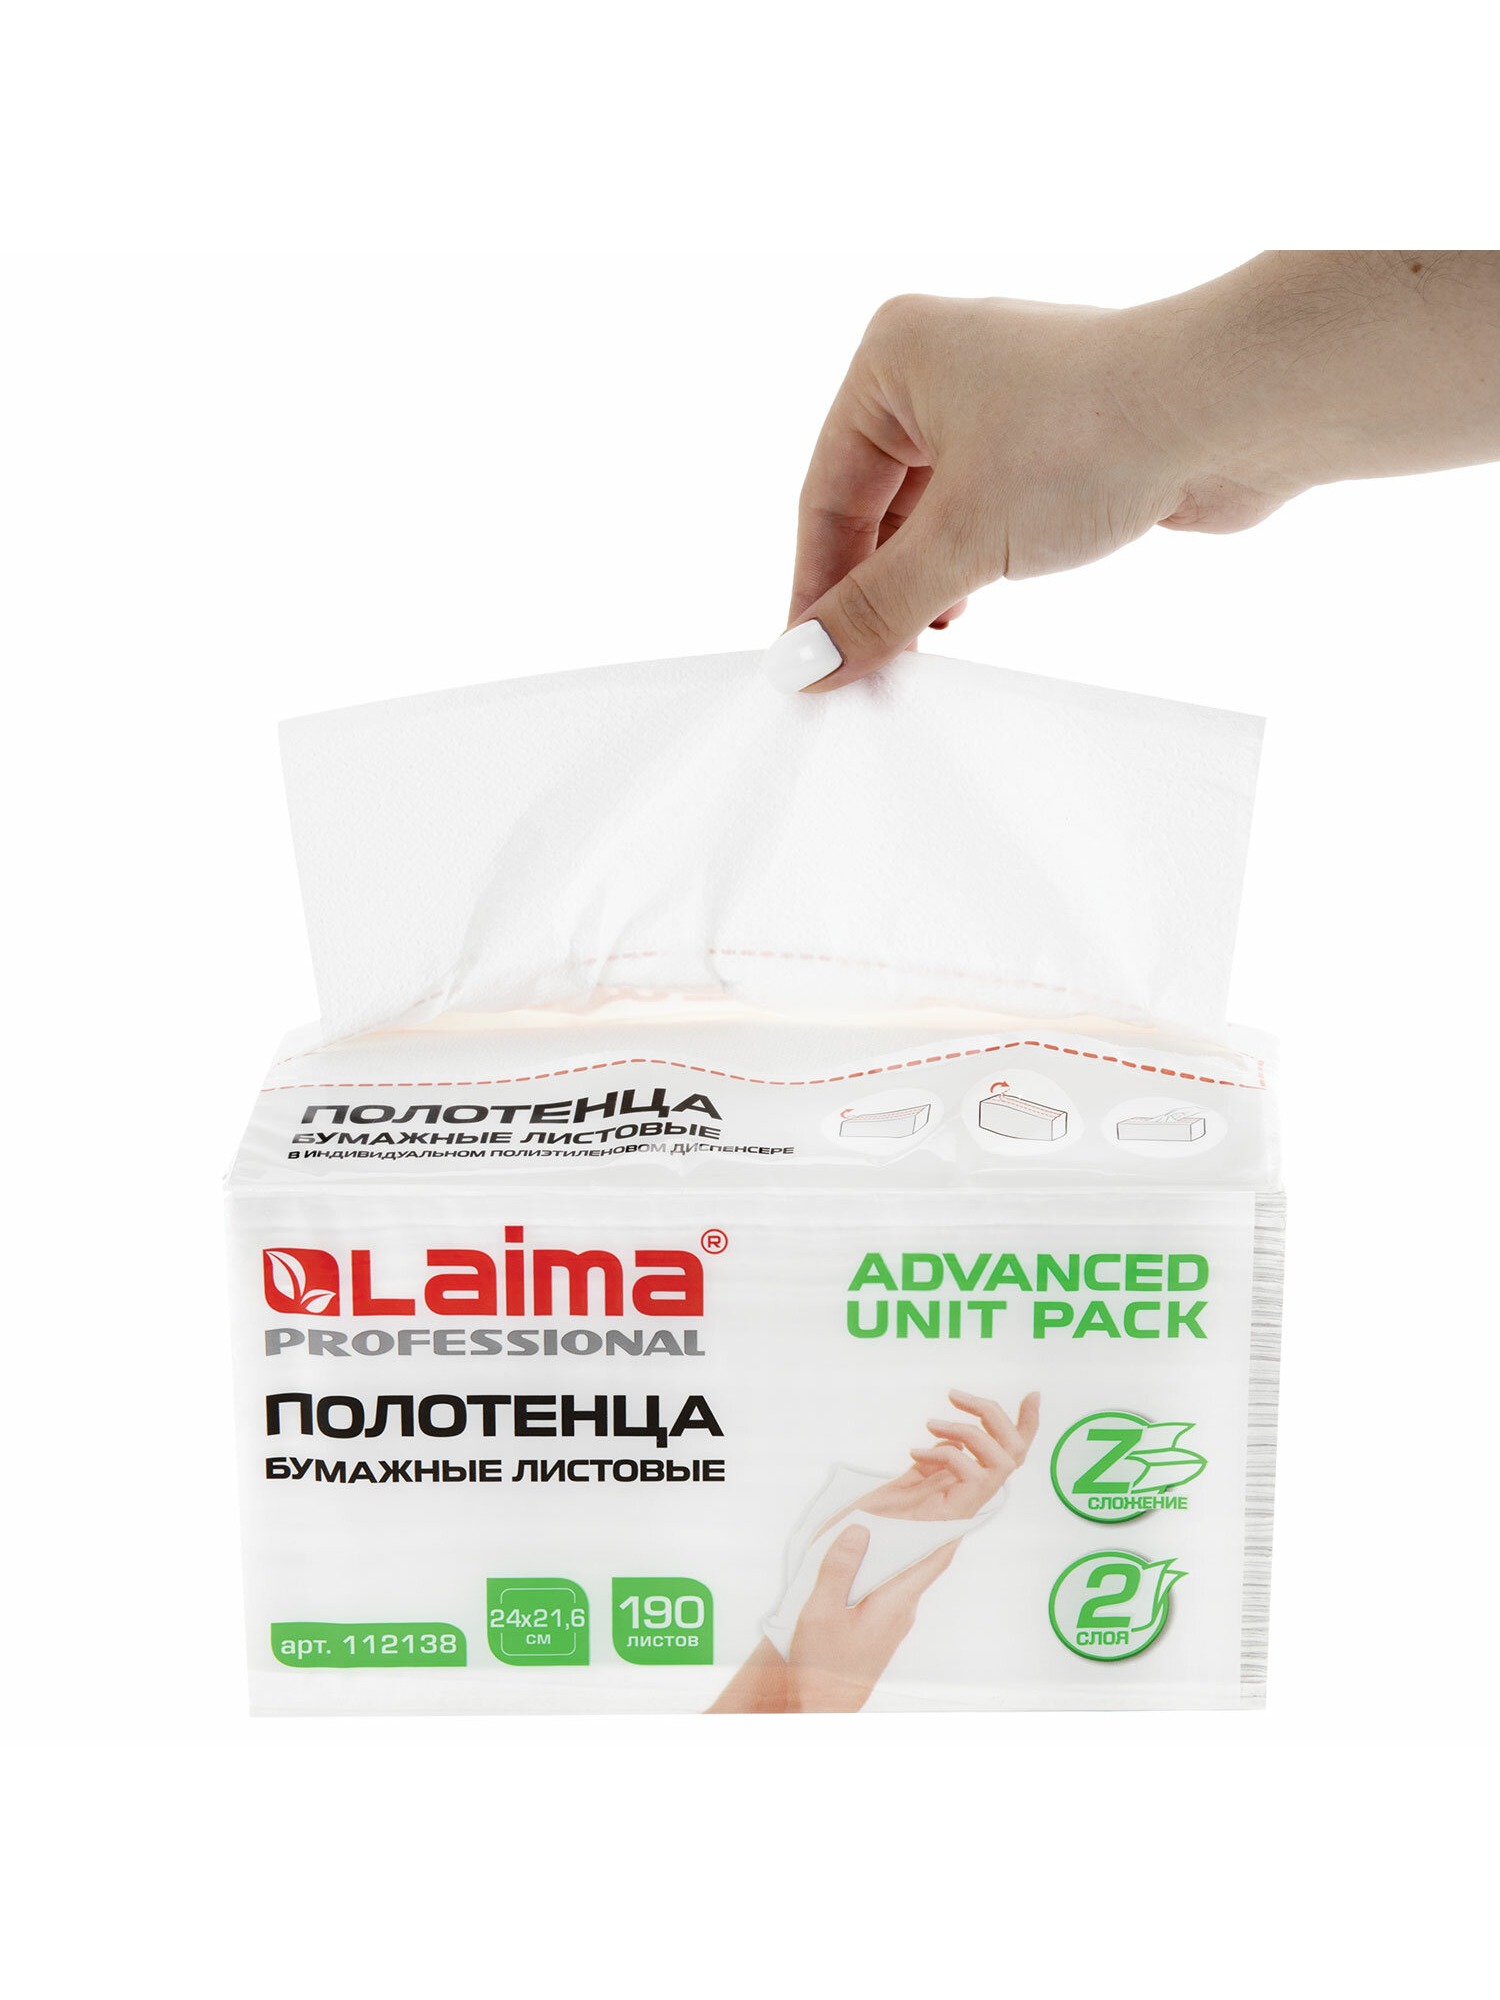 ПОЛОТЕНЦА
БУМАЖНЫЕ ЛИСТОВЫЕ
В ИНДИВИДУАЛЬНОМ ПОЛИЭТИЛЕНОВОМ ДИСПЕНСЕРЕ
Laima®
PROFESSIONAL
ADVANCED
UNIT PACK
ПОЛОТЕНЦА
БУМАЖНЫЕ ЛИСТОВЫЕ
Z
СЛОЖЕНИЕ
2
СЛОЯ
арт. 112138
24x21,6
СМ
190
ЛИСТОВ